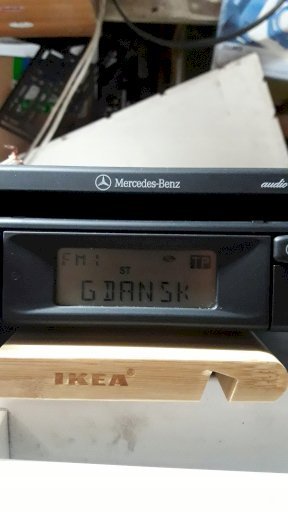 Mercedes-Benz audio
FM1 TP
ST
GDANSK
IKEA